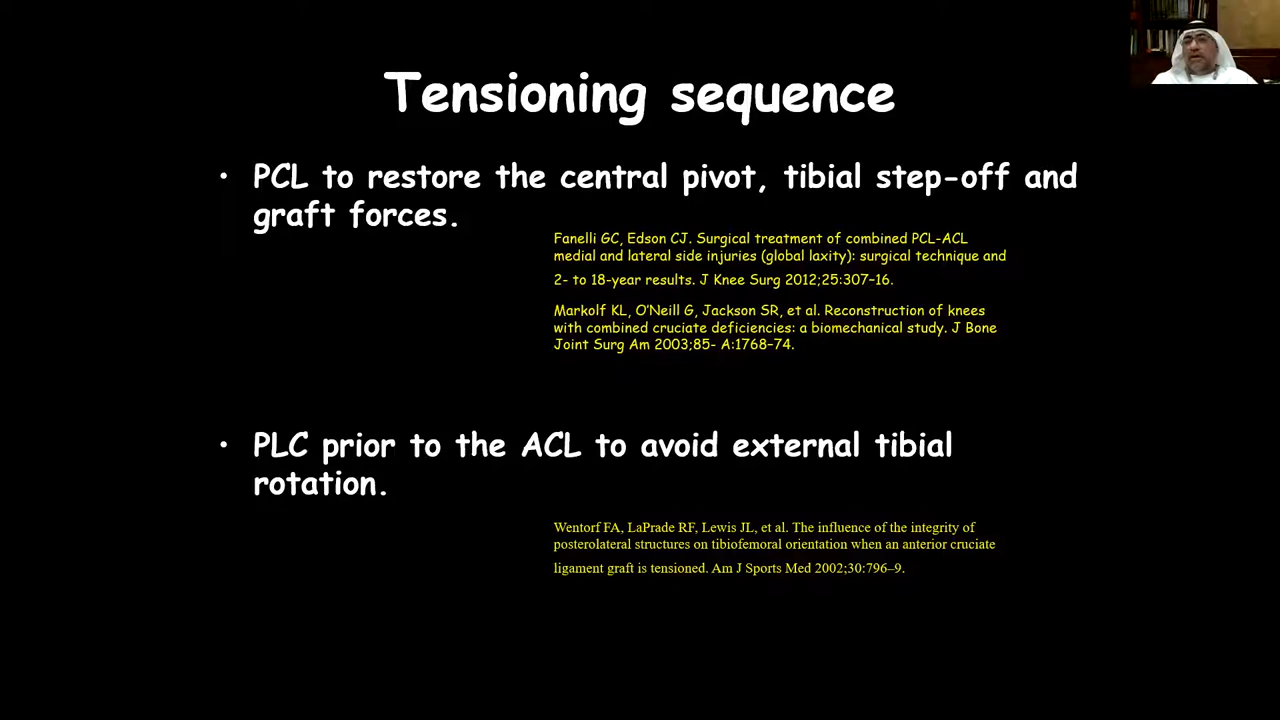 Tensioning sequence
• PCL to restore the central pivot, tibial step-off and
graft forces.
Fanelli GC, Edson CJ. Surgical treatment of combined PCL-ACL
medial and lateral side injuries (global laxity): surgical technique and
2- to 18-year results. J Knee Surg 2012;25:307–16.
Markolf KL, O’Neill G, Jackson SR, et al. Reconstruction of knees
with combined cruciate deficiencies: a biomechanical study. J Bone
Joint Surg Am 2003;85- A:1768–74.
• PLC prior to the ACL to avoid external tibial
rotation.
Wentorf FA, LaPrade RF, Lewis JL, et al. The influence of the integrity of
posterolateral structures on tibiofemoral orientation when an anterior cruciate
ligament graft is tensioned. Am J Sports Med 2002;30:796–9.